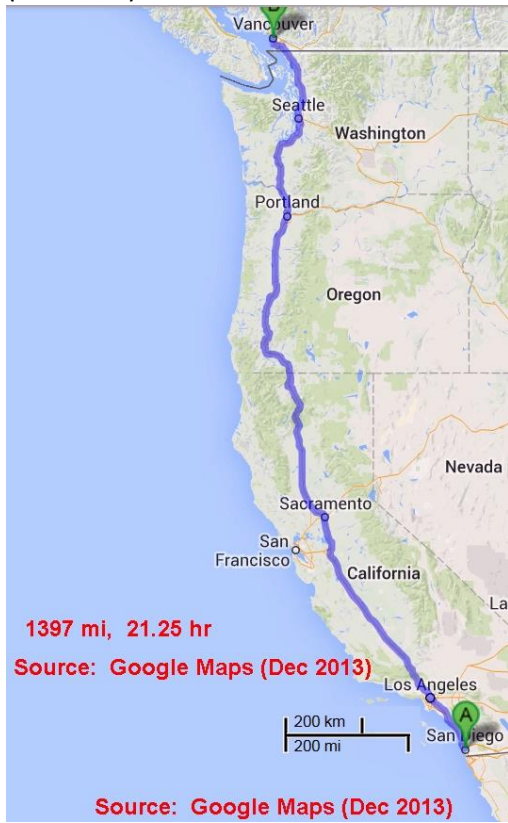 B
Vancouver
Seattle
Washington
Portland
Oregon
Nevada
Sacramento
San
Francisco
California
La
1397 mi, 21.25 hr
Source: Google Maps (Dec 2013)
Los Angeles
A
200 km
200 mi
San Diego
Source: Google Maps (Dec 2013)